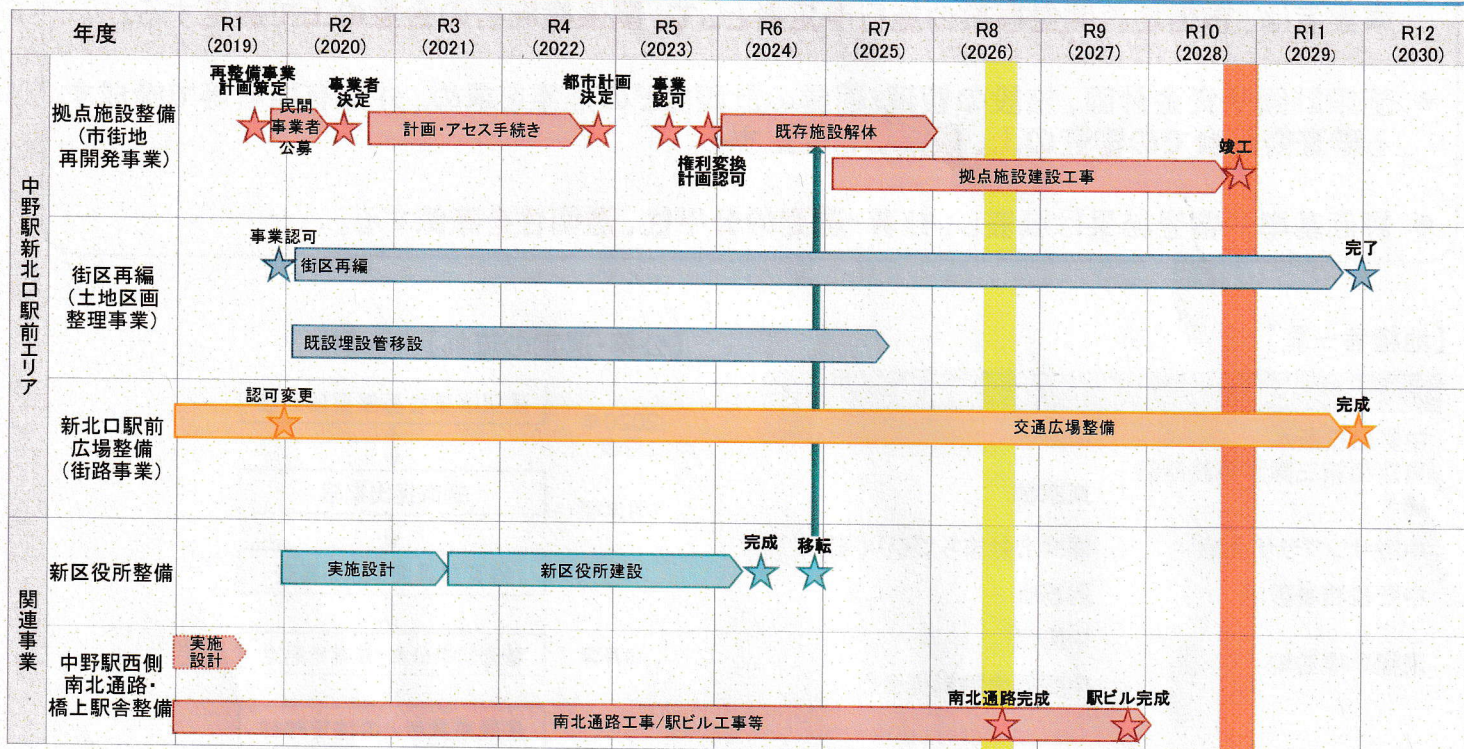 年度
R1
(2019)
R2
(2020)
R3
(2021)
R4
(2022)
R5
(2023)
R6
(2024)
R7
(2025)
R8
(2026)
R9
(2027)
R10
(2028)
R11
(2029)
R12
(2030)
中野駅新北口駅前エリア
拠点施設整備
(市街地
再開発事業)
再整備事業
計画策定
民間
事業者
公募
事業者
決定
計画・アセス手続き
都市計画
決定
事業
認可
権利変換
計画認可
既存施設解体
拠点施設建設工事
竣工
街区再編
(土地区画
整理事業)
事業認可
街区再編
完了
既設埋設管移設
新北口駅前
広場整備
(街路事業)
認可変更
交通広場整備
完成
関連事業
新区役所整備
実施設計
新区役所建設
完成
移転
中野駅西側
南北通路・
橋上駅舎整備
実施
設計
南北通路工事/駅ビル工事等
南北通路完成
駅ビル完成